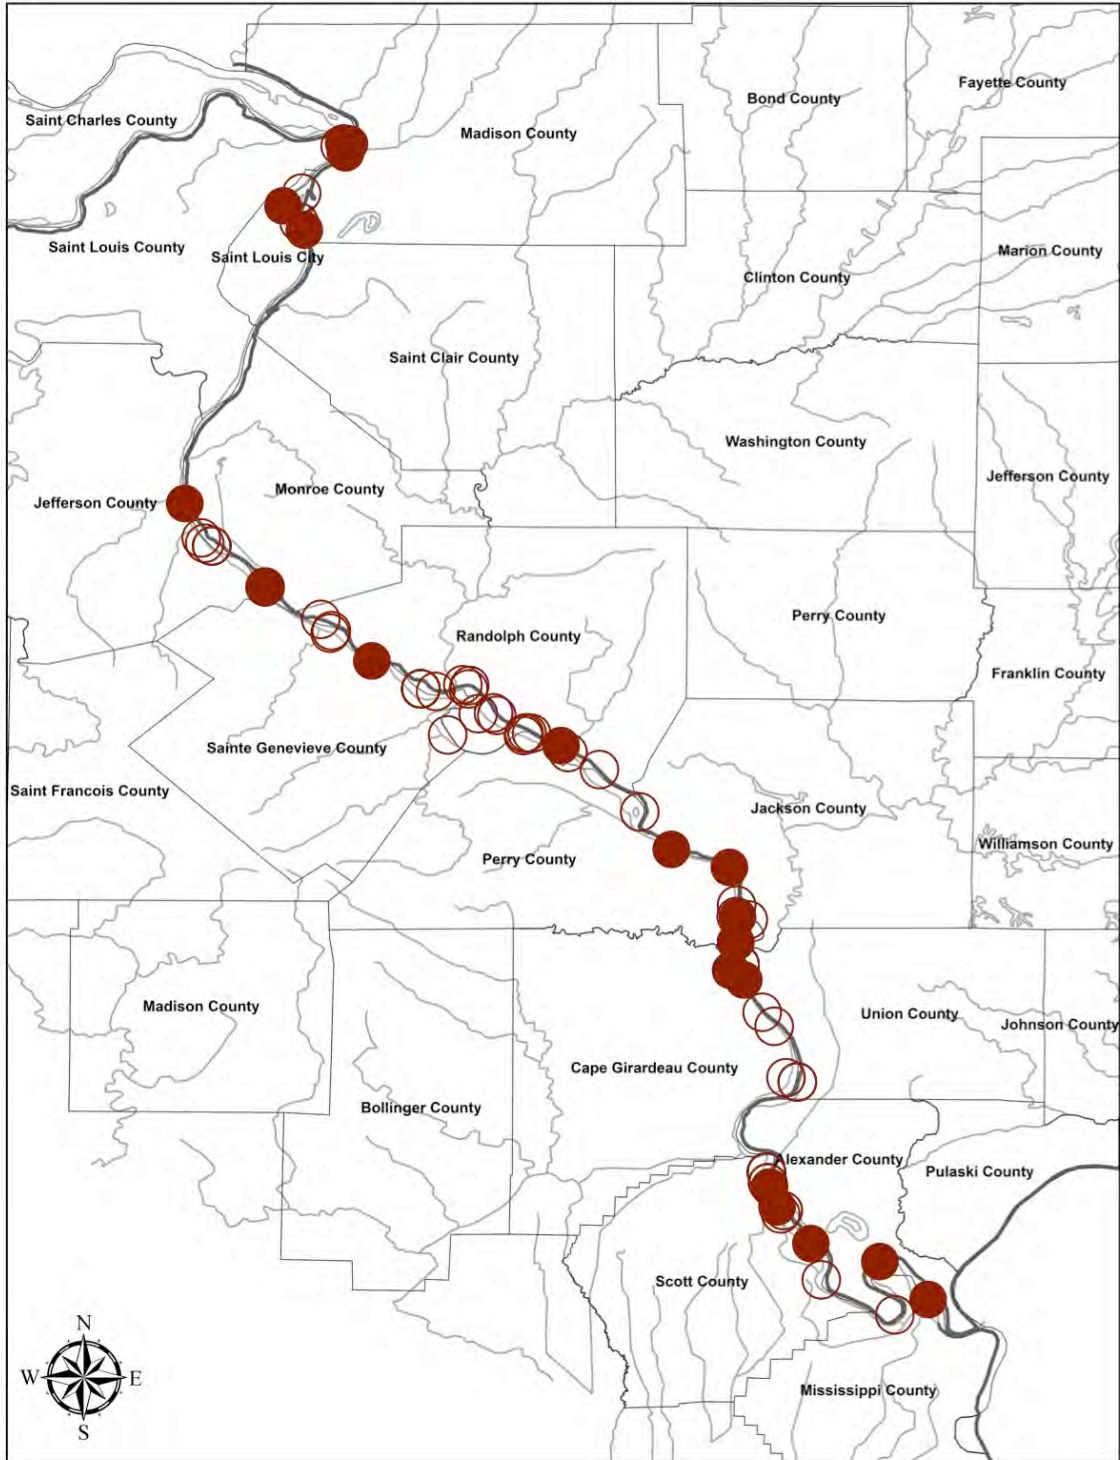 Fayette County
Bond County
Saint Charles County
Madison County
Saint Louis County
Saint Louis City
Marion County
Clinton County
Saint Clair County
Washington County
Jefferson County
Monroe County
Jefferson County
Perry County
Randolph County
Franklin County
Sainte Genevieve County
Saint Francois County
Jackson County
Williamson County
Perry County
Madison County
Union County
Johnson County
Cape Girardeau County
Bollinger County
Alexander County
Pulaski County
Scott County
N
W
E
S
Mississippi County